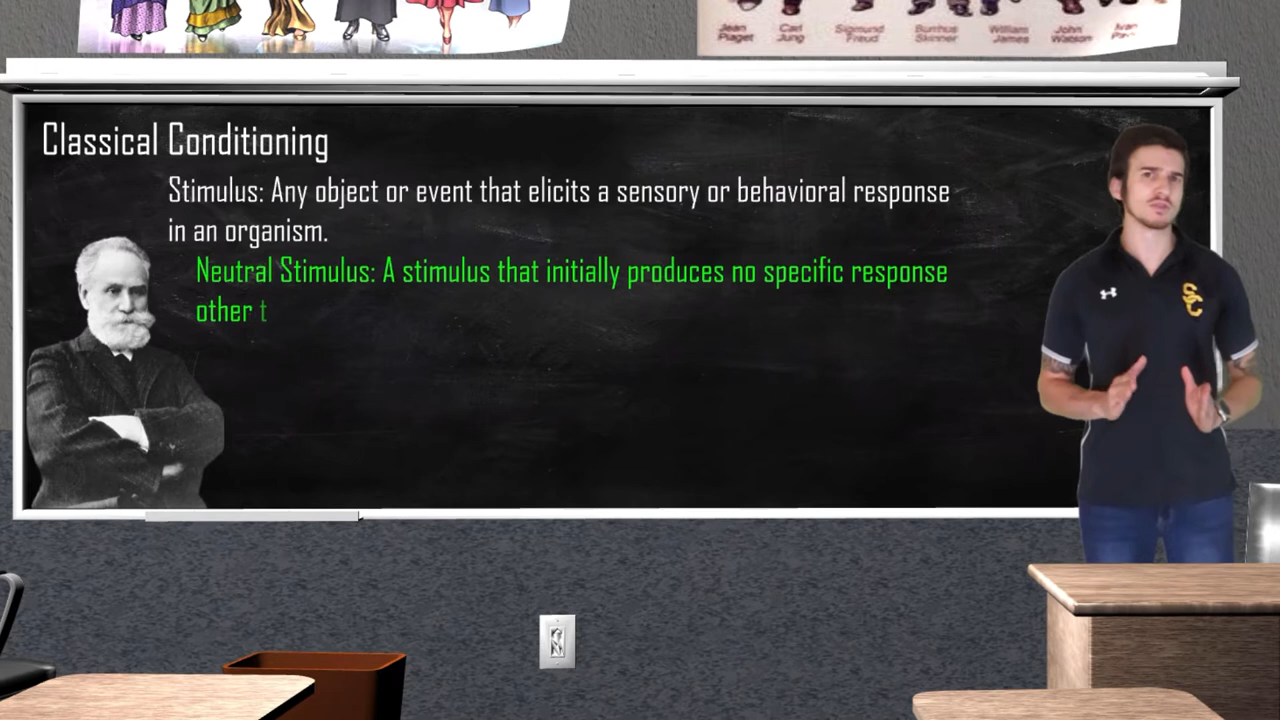 Jean Carl Sigmund Burrhus William John Ivan
Piaget Jung Freud Skinner James Watson
Classical Conditioning
Stimulus: Any object or event that elicits a sensory or behavioral response
in an organism.
Neutral Stimulus: A stimulus that initially produces no specific response
other t
SC